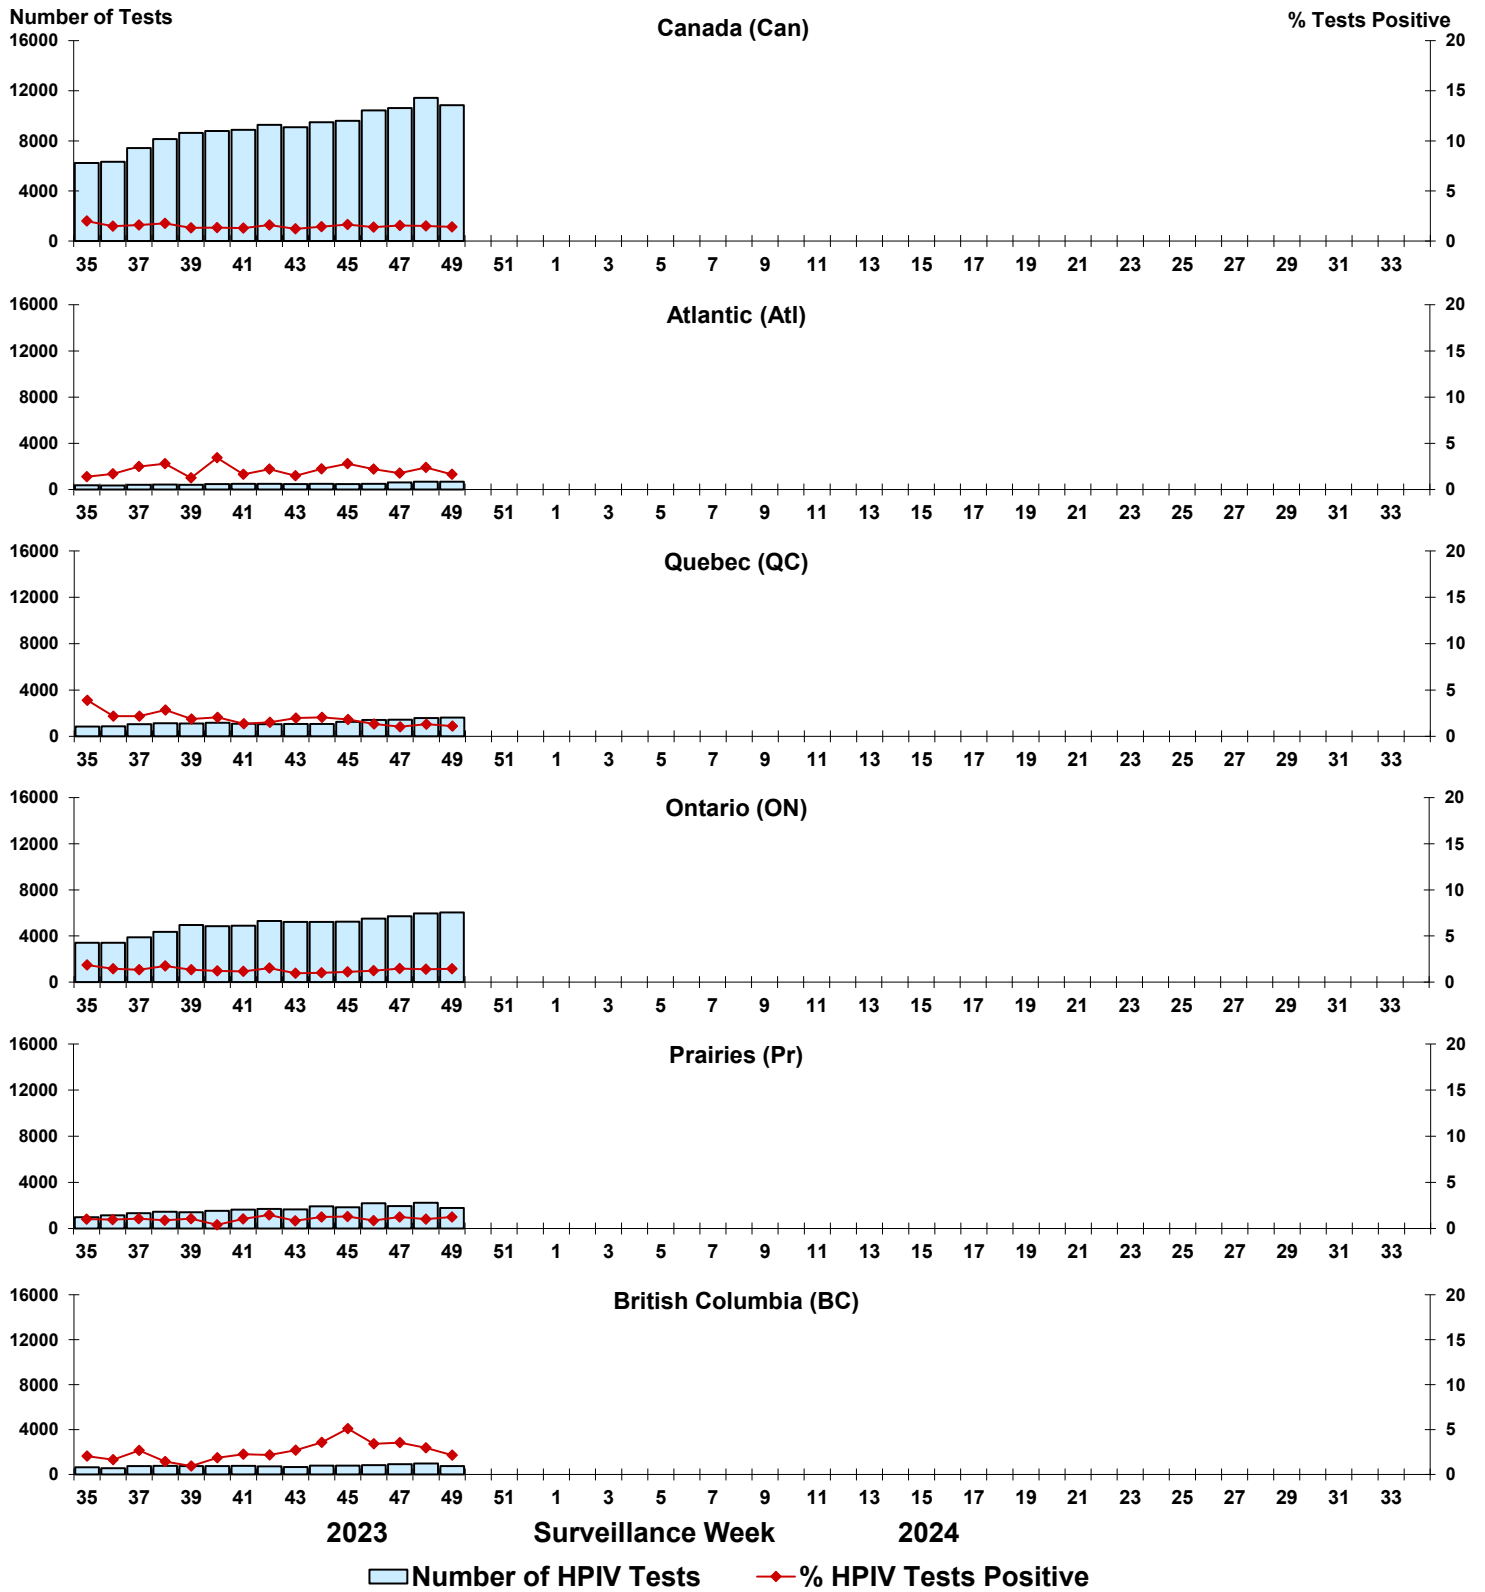 Number of Tests
Canada (Can)
% Tests Positive
16000 20
12000 15
8000 10
4000 5
0 0
35 37 39 41 43 45 47 49 51 1 3 5 7 9 11 13 15 17 19 21 23 25 27 29 31 33
Atlantic (Atl)
16000 20
12000 15
8000 10
4000 5
0 0
35 37 39 41 43 45 47 49 51 1 3 5 7 9 11 13 15 17 19 21 23 25 27 29 31 33
Quebec (QC)
16000 20
12000 15
8000 10
4000 5
0 0
35 37 39 41 43 45 47 49 51 1 3 5 7 9 11 13 15 17 19 21 23 25 27 29 31 33
Ontario (ON)
16000 20
12000 15
8000 10
4000 5
0 0
35 37 39 41 43 45 47 49 51 1 3 5 7 9 11 13 15 17 19 21 23 25 27 29 31 33
Prairies (Pr)
16000 20
12000 15
8000 10
4000 5
0 0
35 37 39 41 43 45 47 49 51 1 3 5 7 9 11 13 15 17 19 21 23 25 27 29 31 33
British Columbia (BC)
16000 20
12000 15
8000 10
4000 5
0 0
35 37 39 41 43 45 47 49 51 1 3 5 7 9 11 13 15 17 19 21 23 25 27 29 31 33
2023 Surveillance Week 2024
Number of HPIV Tests % HPIV Tests Positive